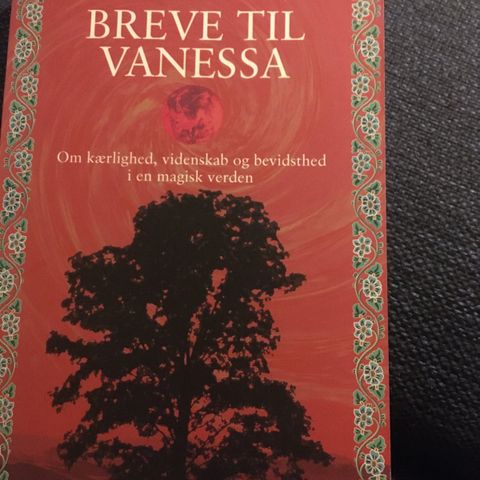 BREVE TIL
VANESSA
Om kærlighed, videnskab og bevidsthed
i en magisk verden